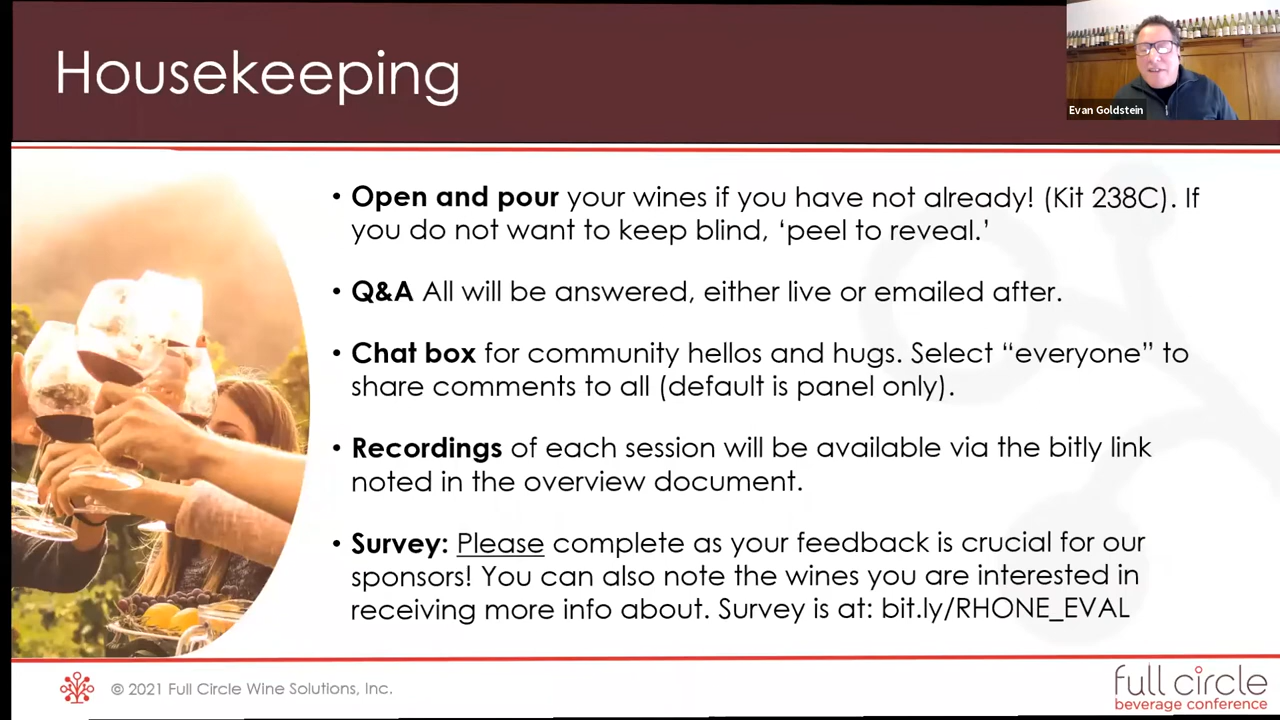 Housekeeping
Evan Goldstein
• Open and pour your wines if you have not already! (Kit 238C). If
you do not want to keep blind, ‘peel to reveal.’
• Q&A All will be answered, either live or emailed after.
• Chat box for community hellos and hugs. Select “everyone” to
share comments to all (default is panel only).
• Recordings of each session will be available via the bitly link
noted in the overview document.
• Survey: Please complete as your feedback is crucial for our
sponsors! You can also note the wines you are interested in
receiving more info about. Survey is at: bit.ly/RHONE_EVAL
© 2021 Full Circle Wine Solutions, Inc.
full circle
beverage conference